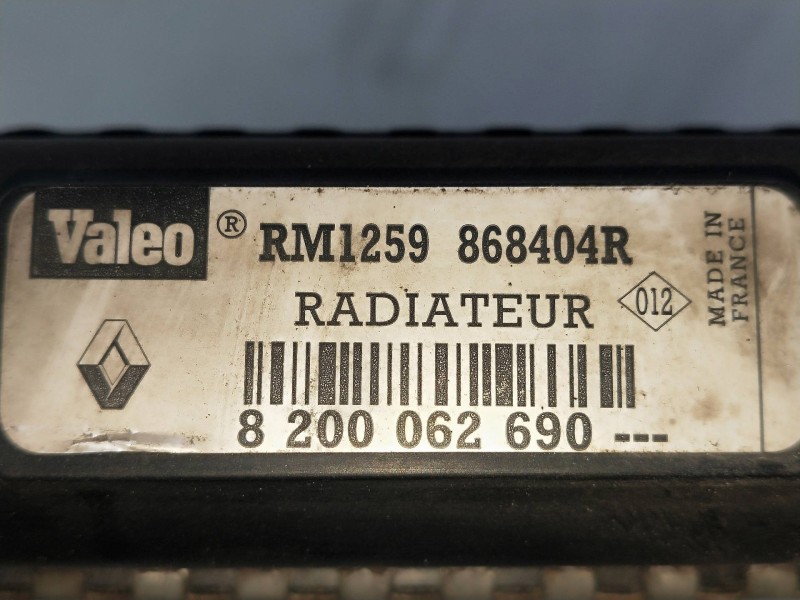 Valeo ® RM1259 868404R
RADIATEUR
012
8 200 062 690 ---
MADE IN
FRANCE